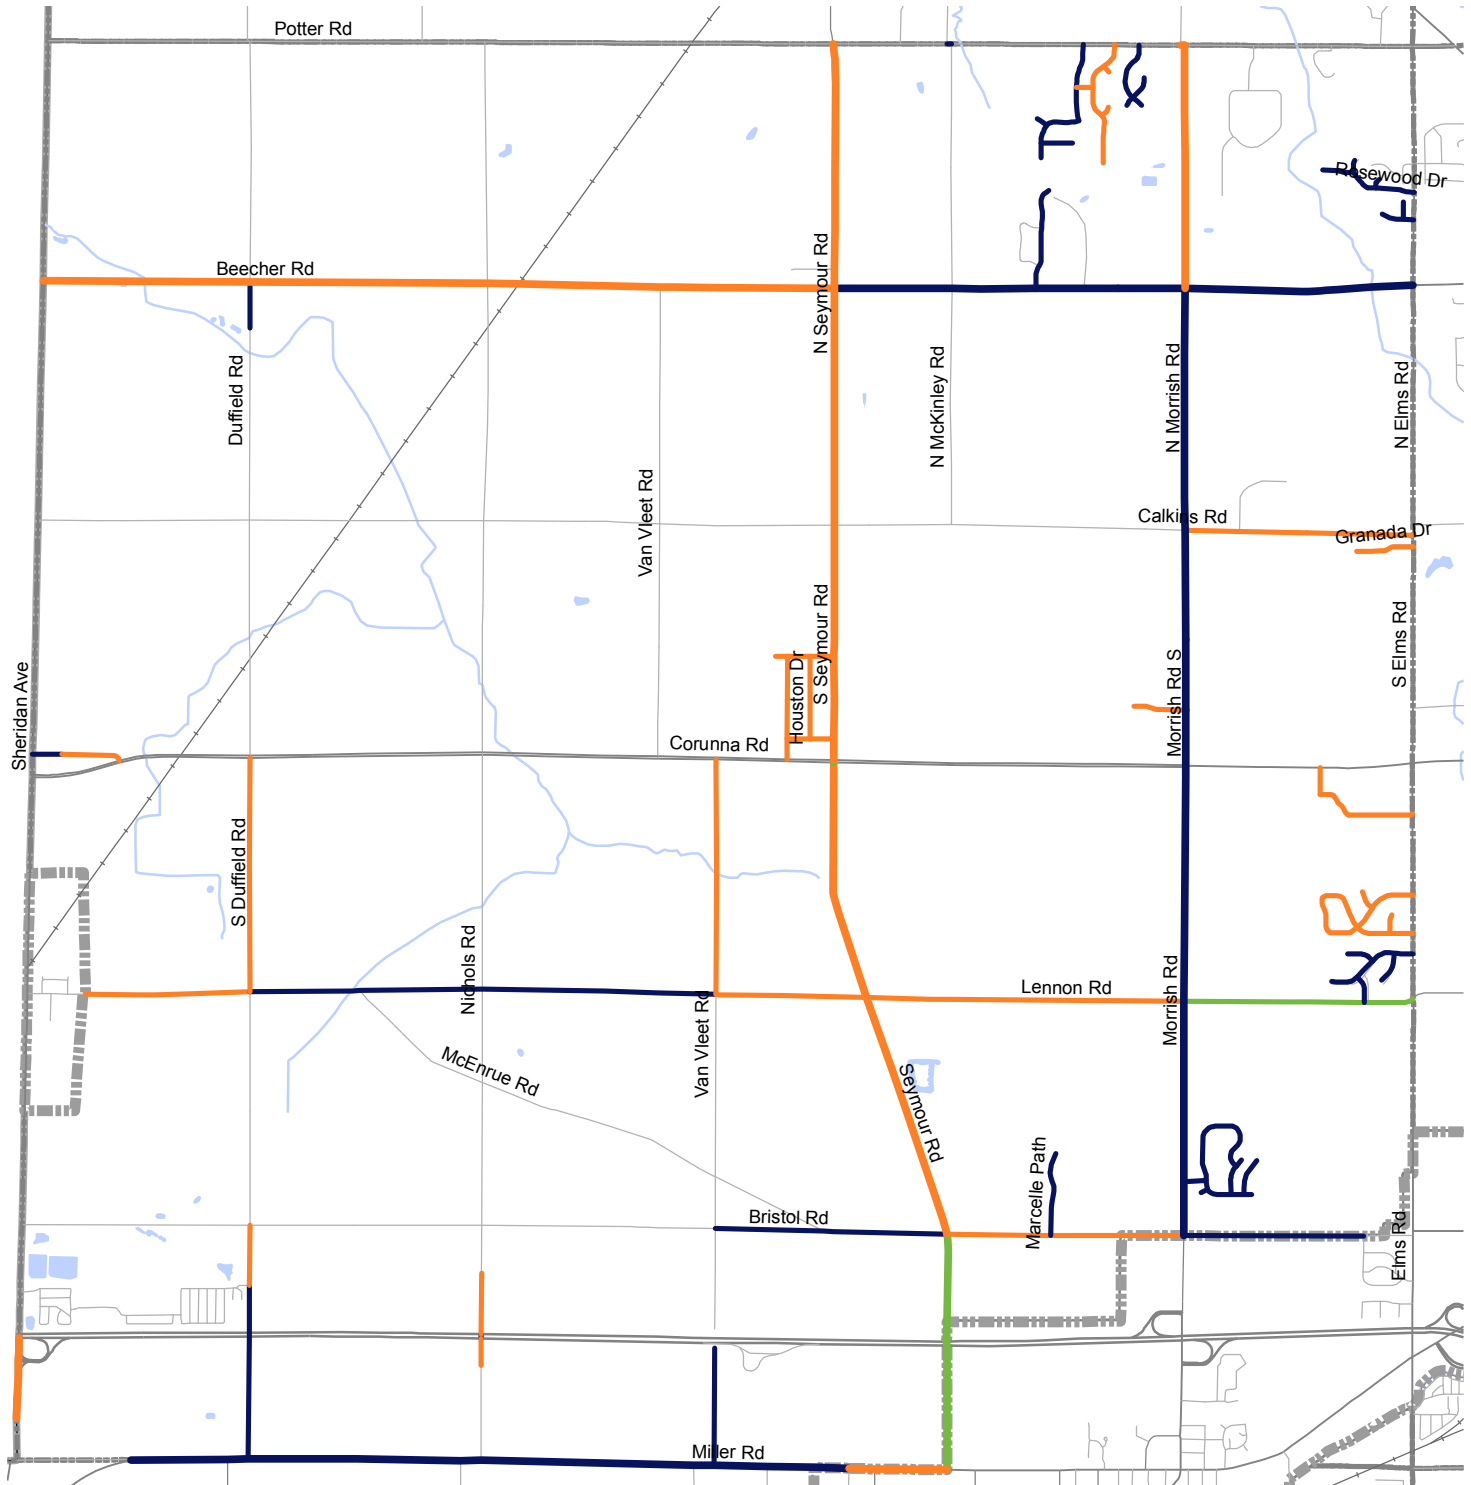 Potter Rd
Rosewood Dr
Beecher Rd
N Seymour Rd
Duffield Rd
N McKinley Rd
N Morrish Rd
N Elms Rd
Van Vleet Rd
Calkins Rd
Granada Dr
S Seymour Rd
S Elms Rd
Houston Dr
Morrish Rd S
Sheridan Ave
Corunna Rd
S Duffield Rd
Nichols Rd
Lennon Rd
Morrish Rd
Van Vleet Rd
McEnrue Rd
Seymour Rd
Marcelle Path
Bristol Rd
Elms Rd
Miller Rd